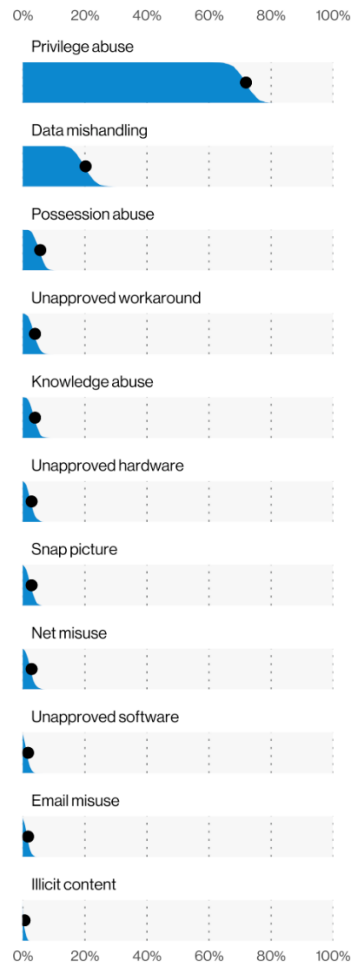 0% 20% 40% 60% 80% 100%
Privilege abuse
Data mishandling
Possession abuse
Unapproved workaround
Knowledge abuse
Unapproved hardware
Snap picture
Net misuse
Unapproved software
Email misuse
Illicit content
0% 20% 40% 60% 80% 100%